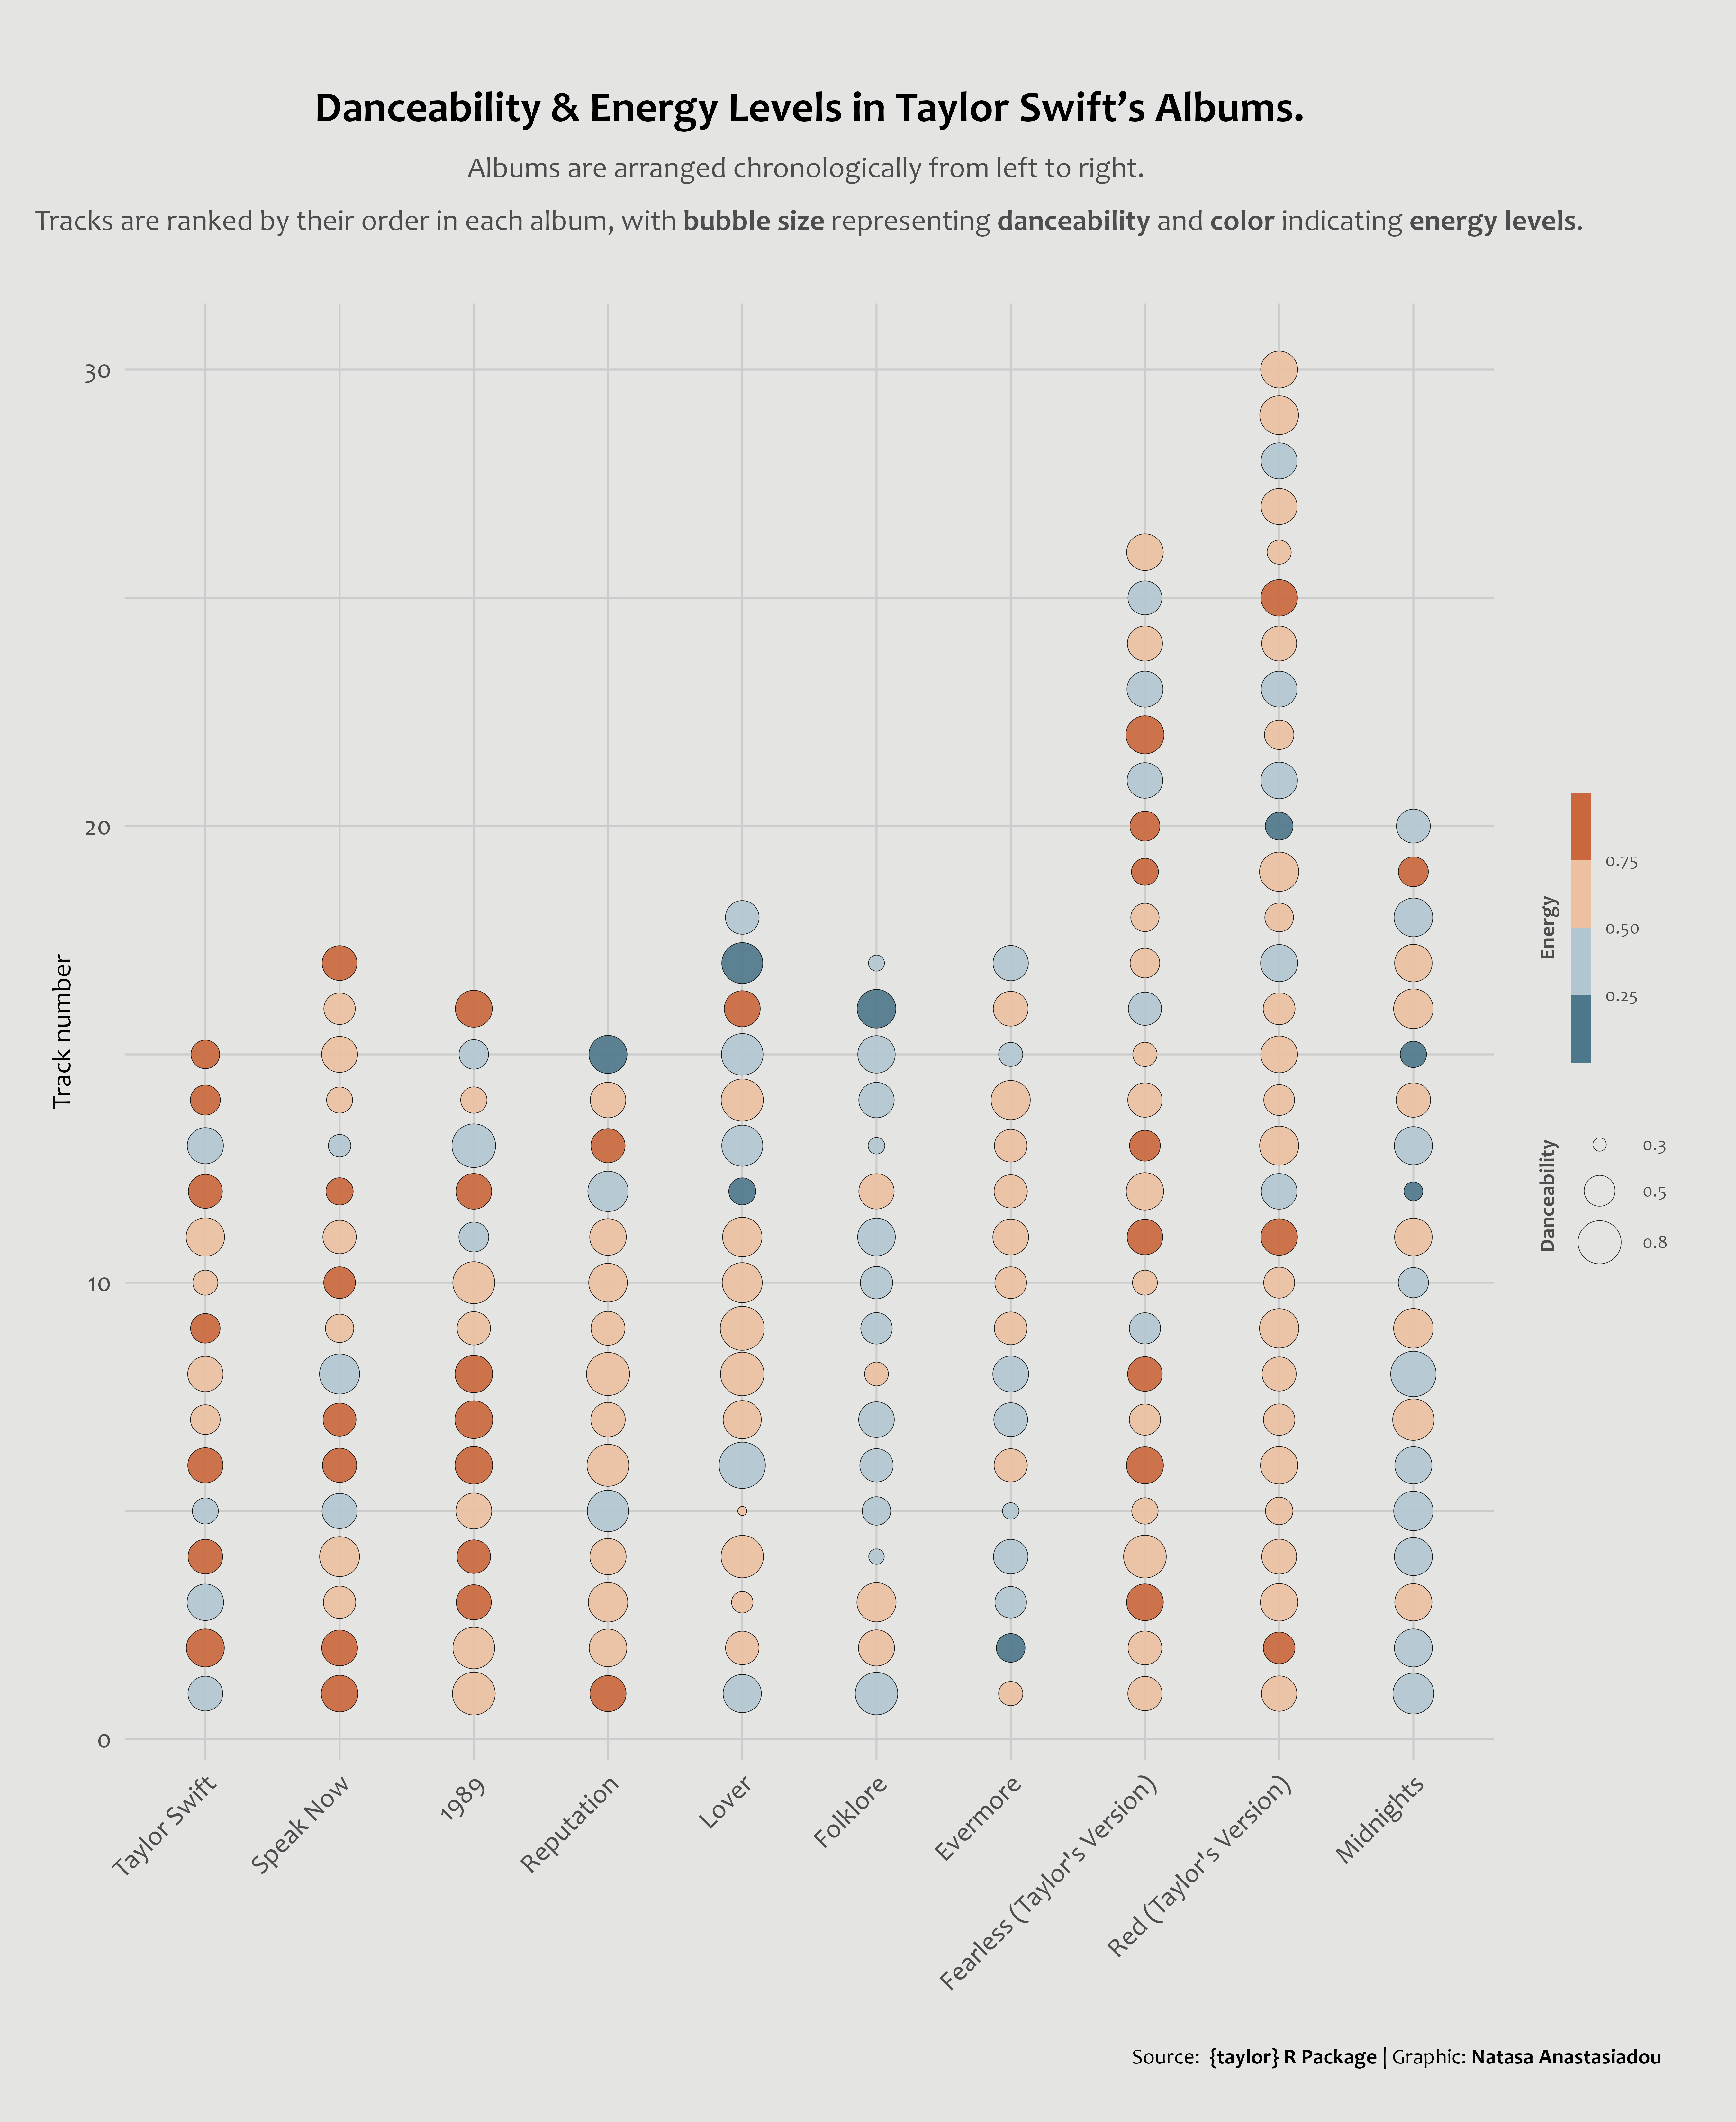 Danceability & Energy Levels in Taylor Swift’s Albums.
Albums are arranged chronologically from left to right.
Tracks are ranked by their order in each album, with bubble size representing danceability and color indicating energy levels.
Track number
30
20
10
0
Taylor Swift
Speak Now
1989
Reputation
Lover
Folklore
Evermore
Fearless (Taylor's Version)
Red (Taylor's Version)
Midnights
Energy
0.75
0.50
0.25
Danceability
0.3
0.5
0.8
Source: {taylor} R Package | Graphic: Natasa Anastasiadou